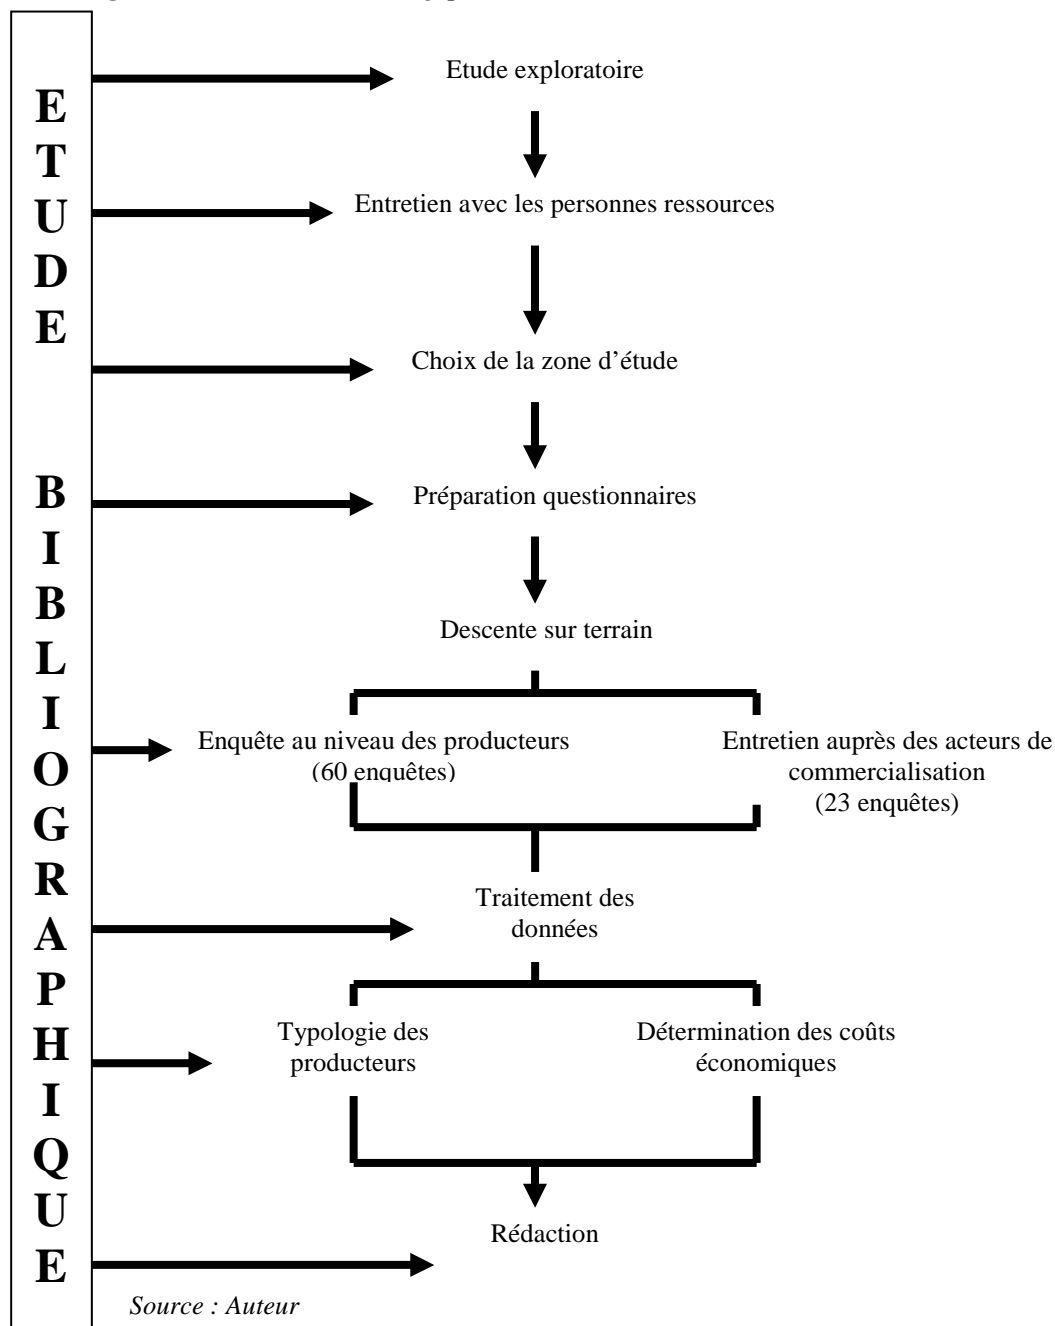 ETUDE BIBLIOGRAPHIQUE
Etude exploratoire
Entretien avec les personnes ressources
Choix de la zone d’étude
Préparation questionnaires
Descente sur terrain
Enquête au niveau des producteurs
(60 enquêtes)
Entretien auprès des acteurs de
commercialisation
(23 enquêtes)
Traitement des
données
Typologie des
producteurs
Détermination des coûts
économiques
Rédaction
Source : Auteur